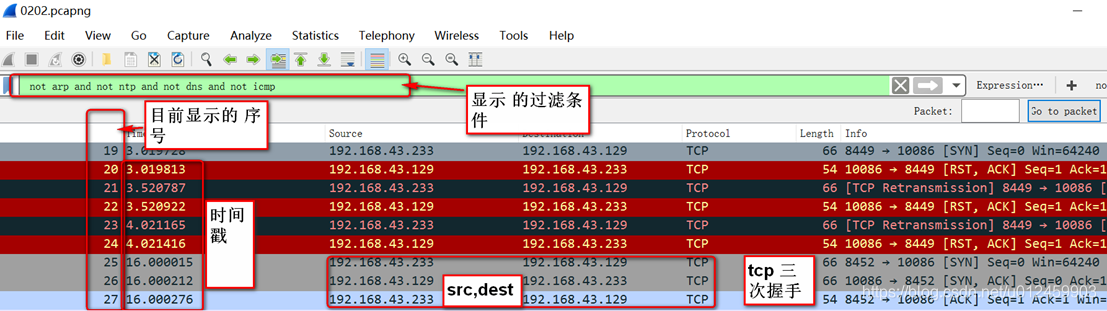 0202.pcapng
File Edit View Go Capture Analyze Statistics Telephony Wireless Tools Help
not arp and not ntp and not dns and not icmp
Expression…
no
显示 的过滤条
件
目前显示的 序
号
Packet:
Go to packet
Source Protocol Length Info
19 3.019728 192.168.43.233 192.168.43.129 TCP 66 8449 → 10086 [SYN] Seq=0 Win=64240
20 3.019813 192.168.43.129 192.168.43.233 TCP 54 10086 → 8449 [RST, ACK] Seq=1 Ack=1
21 3.520787 192.168.43.233 192.168.43.129 TCP 66 [TCP Retransmission] 8449 → 10086 [
22 3.520922 192.168.43.129 192.168.43.233 TCP 54 10086 → 8449 [RST, ACK] Seq=1 Ack=1
23 4.021165 192.168.43.233 192.168.43.129 TCP 66 [TCP Retransmission] 8449 → 10086 [
24 4.021416 192.168.43.129 192.168.43.233 TCP 54 10086 → 8449 [RST, ACK] Seq=1 Ack=1
25 16.000015 192.168.43.233 192.168.43.129 TCP 66 8452 → 10086 [SYN] Seq=0 Win=64240
26 16.000212 192.168.43.129 192.168.43.233 TCP 66 10086 → 8452 [SYN, ACK] Seq=0 Ack=1
27 16.000276 192.168.43.233 192.168.43.129 TCP 54 8452 → 10086 [ACK] Seq=1 Ack=1 Win=
时间
戳
src,dest
tcp 三
次握手